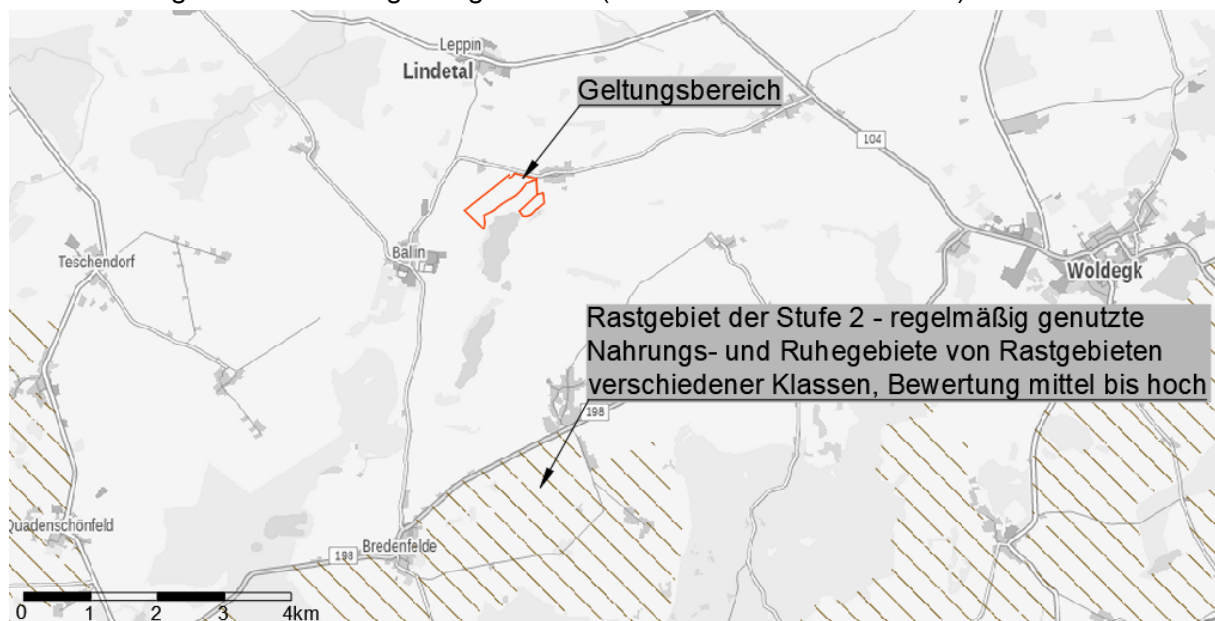 Leppin
Lindetal
Geltungsbereich
104
Balin
Teschendorf
Woldegk
Rastgebiet der Stufe 2 - regelmäßig genutzte
Nahrungs- und Ruhegebiete von Rastgebieten
verschiedener Klassen, Bewertung mittel bis hoch
198
Quadenschönfeld
Bredenfelde
198
0 1 2 3 4km